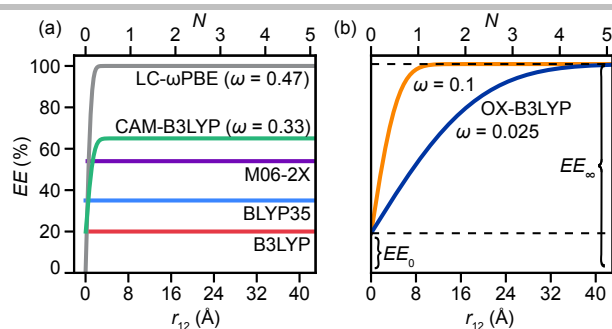 (a)
N
0 1 2 3 4 5
EE (%)
100
80
60
40
20
0
LC-ωPBE (ω = 0.47)
CAM-B3LYP (ω = 0.33)
M06-2X
BLYP35
B3LYP
0 8 16 24 32 40
r12 (Å)
(b)
N
0 1 2 3 4 5
ω = 0.1
OX-B3LYP
ω = 0.025
EE∞
EE0
0 8 16 24 32 40
r12 (Å)